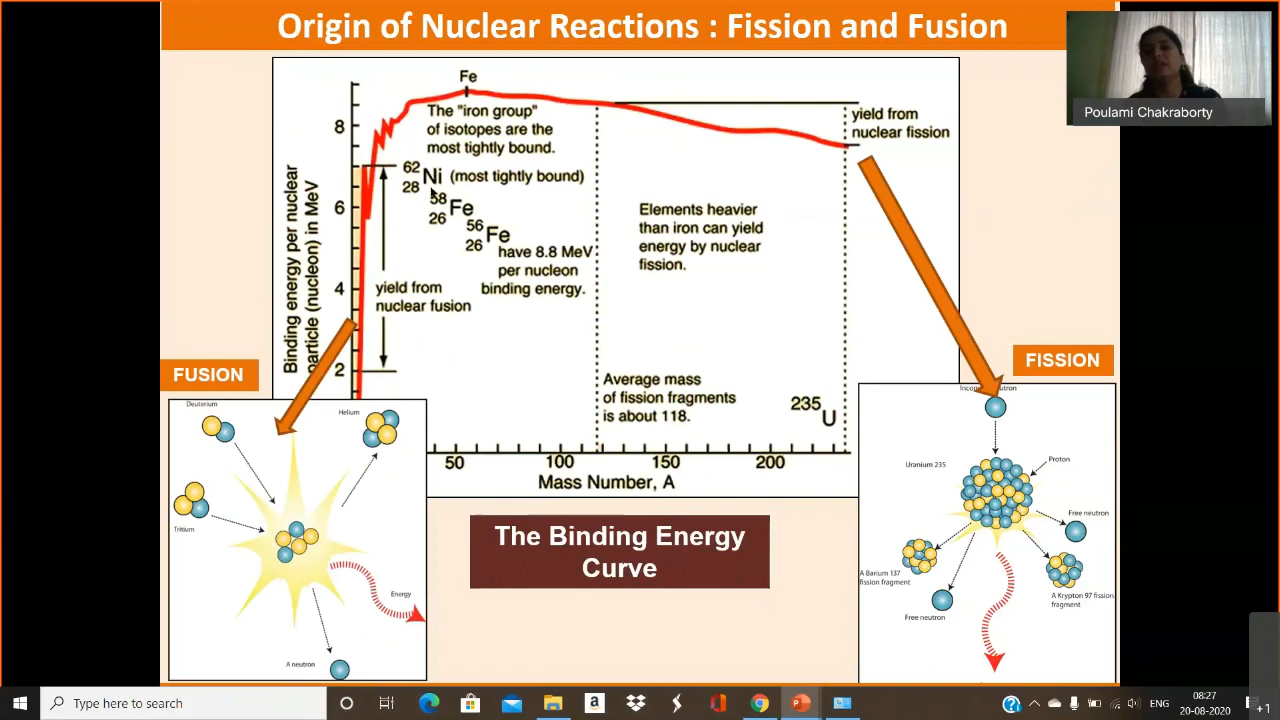 Origin of Nuclear Reactions : Fission and Fusion
Poulami Chakraborty
Fe
The "iron group"
of isotopes are the
most tightly bound.
62
28
Ni (most tightly bound)
58
26
Fe
56
26
Fe
have 8.8 MeV
per nucleon
binding energy.
yield from
nuclear fusion
yield from
nuclear fission
Elements heavier
than iron can yield
energy by nuclear
fission.
Average mass
of fission fragments
is about 118.
235
U
Binding energy per nuclear
particle (nucleon) in MeV
8
6
4
2
50
100
150
200
Mass Number, A
FUSION
Deuterium
Helium
Tritium
Energy
A neutron
The Binding Energy
Curve
FISSION
Uranium 235
Proton
Free neutron
A Barium 137
fission fragment
Free neutron
A Krypton 97 fission
fragment
Type here to search
a
P
ENG
08:27
20-08-2020
+1